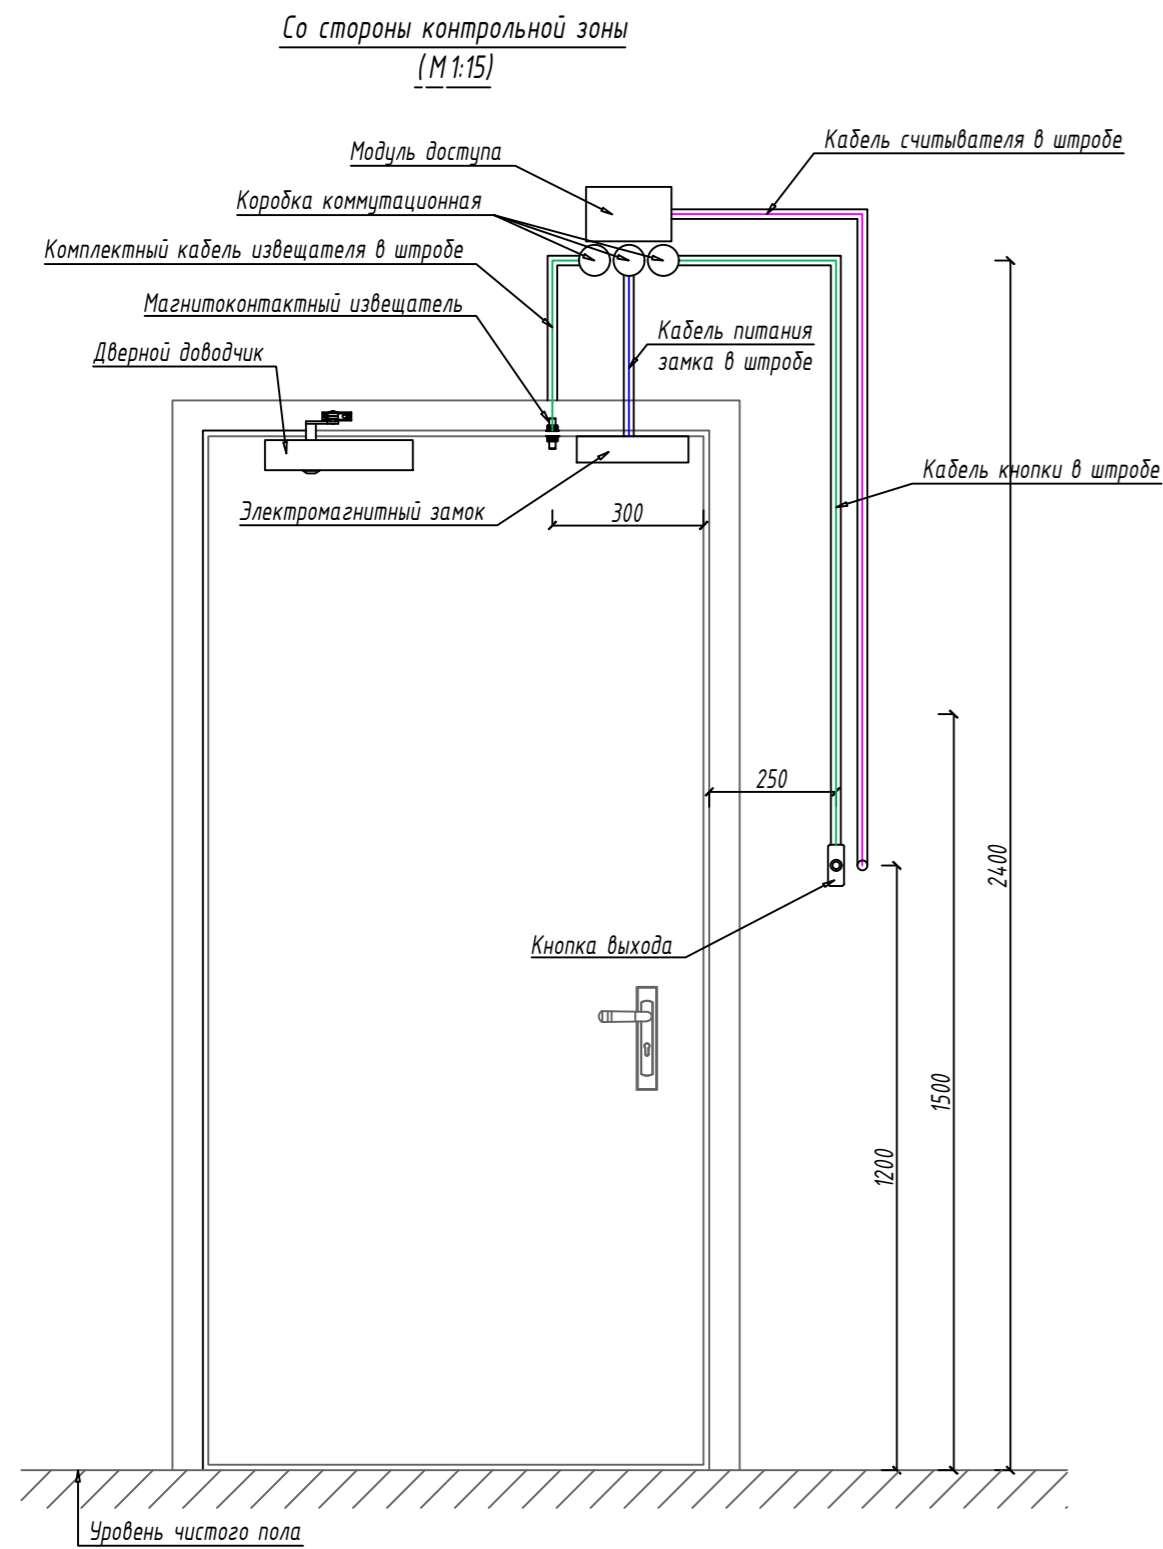 Со стороны контрольной зоны
(М 1:15)
Кабель считывателя в штробе
Модуль доступа
Коробка коммутационная
Комплектный кабель извещателя в штробе
Магнитоконтактный извещатель
Кабель питания
замка в штробе
Дверной доводчик
Кабель кнопки в штробе
Электромагнитный замок
300
250
2400
Кнопка выхода
1500
1200
Уровень чистого пола